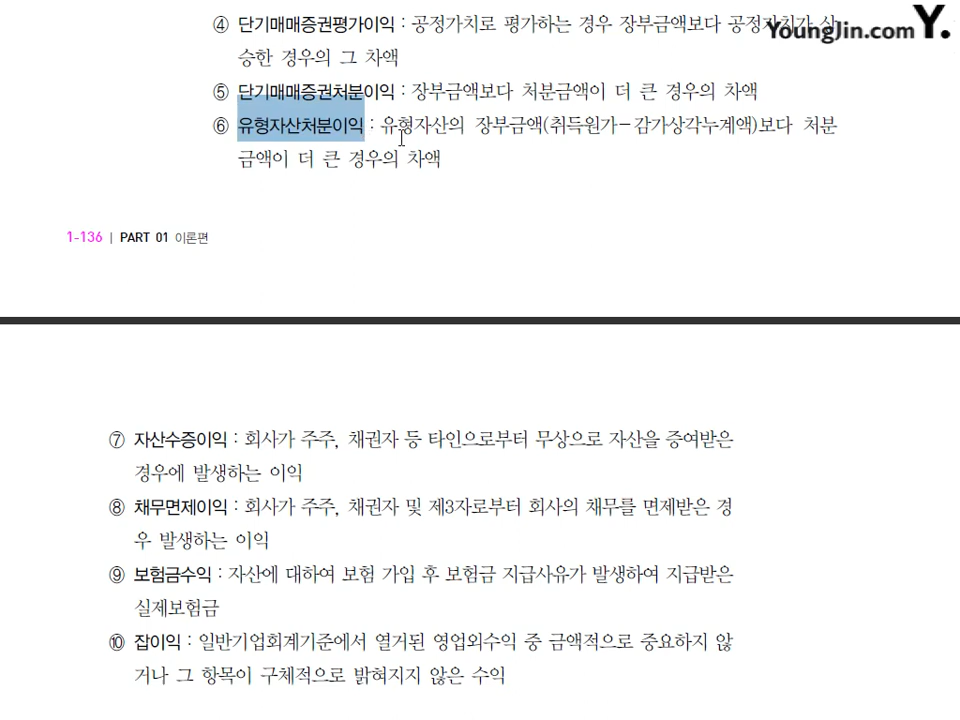 ④ 단기매매증권평가이익 : 공정가치로 평가하는 경우 장부금액보다 공정가치가 상
YoungJin.com Y.
승한 경우의 그 차액
⑤ 단기매매증권처분이익 : 장부금액보다 처분금액이 더 큰 경우의 차액
⑥ 유형자산처분이익 : 유형자산의 장부금액(취득원가-감가상각누계액)보다 처분
금액이 더 큰 경우의 차액
1-136 | PART 01 이론편
⑦ 자산수증이익 : 회사가 주주, 채권자 등 타인으로부터 무상으로 자산을 증여받은
경우에 발생하는 이익
⑧ 채무면제이익 : 회사가 주주, 채권자 및 제3자로부터 회사의 채무를 면제받은 경
우 발생하는 이익
⑨ 보험금수익 : 자산에 대하여 보험 가입 후 보험금 지급사유가 발생하여 지급받은
실제보험금
⑩ 잡이익 : 일반기업회계기준에서 열거된 영업외수익 중 금액적으로 중요하지 않
거나 그 항목이 구체적으로 밝혀지지 않은 수익